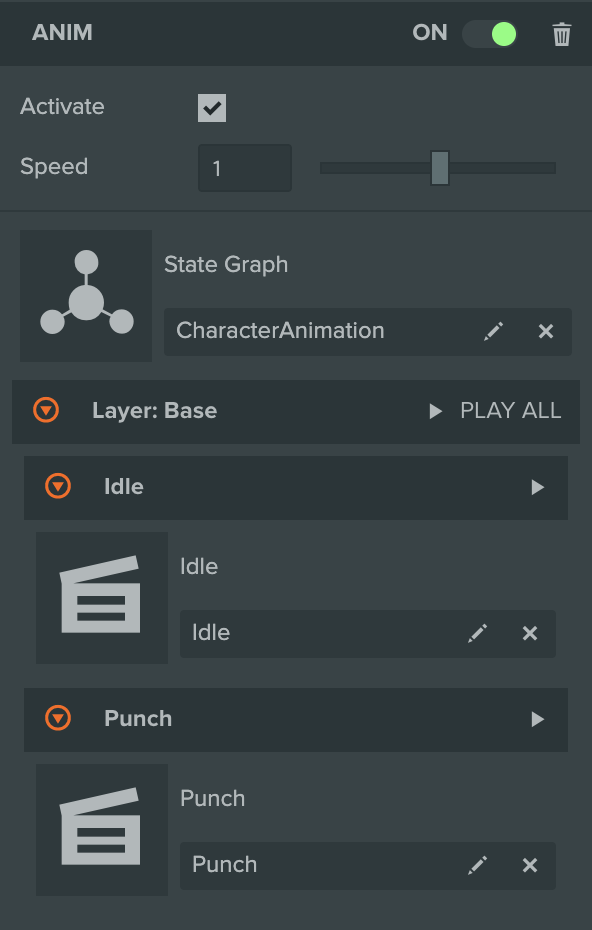 ANIM ON
Activate
Speed 1
State Graph
CharacterAnimation
Layer: Base PLAY ALL
Idle
Idle
Idle
Punch
Punch
Punch